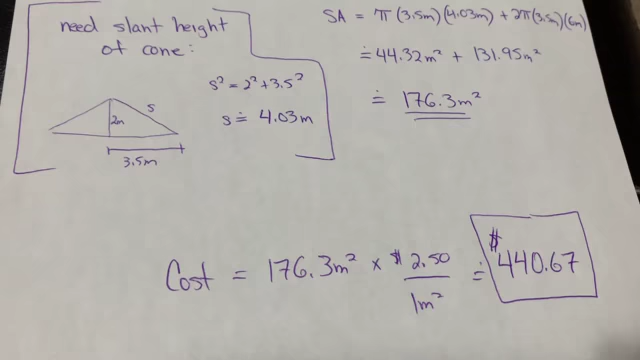 need slant height
of cone:
s² = 2² + 3.5²
s ≐ 4.03m
s
2m
3.5m
SA = π(3.5m)(4.03m) + 2π(3.5m)(6m)
≐ 44.32m² + 131.95m²
≐ 176.3m²
Cost = 176.3m² × $2.50/1m² ≐ $440.67